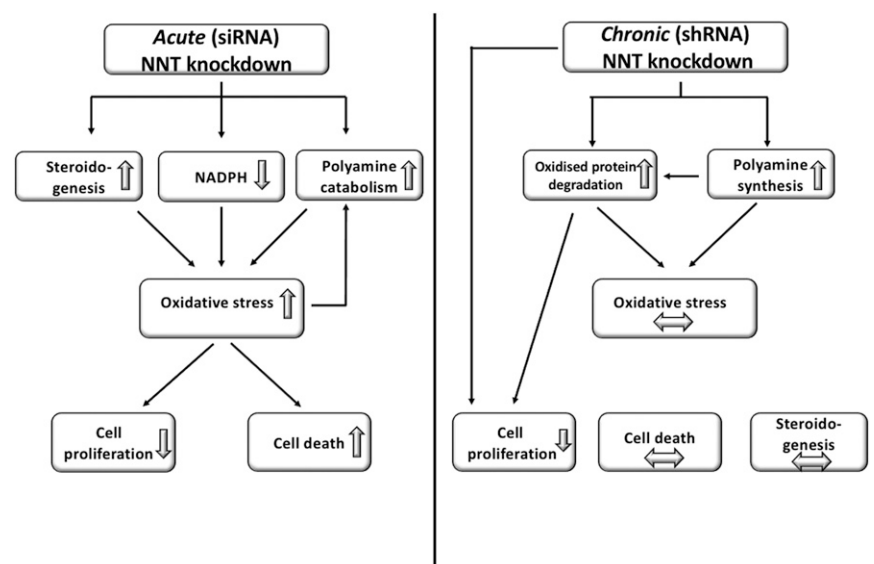 Acute (siRNA)
NNT knockdown
Steroido-
genesis
NADPH
Polyamine
catabolism
Oxidative stress
Cell
proliferation
Cell death
Chronic (shRNA)
NNT knockdown
Oxidised protein
degradation
Polyamine
synthesis
Oxidative stress
Cell
proliferation
Cell death
Steroido-
genesis